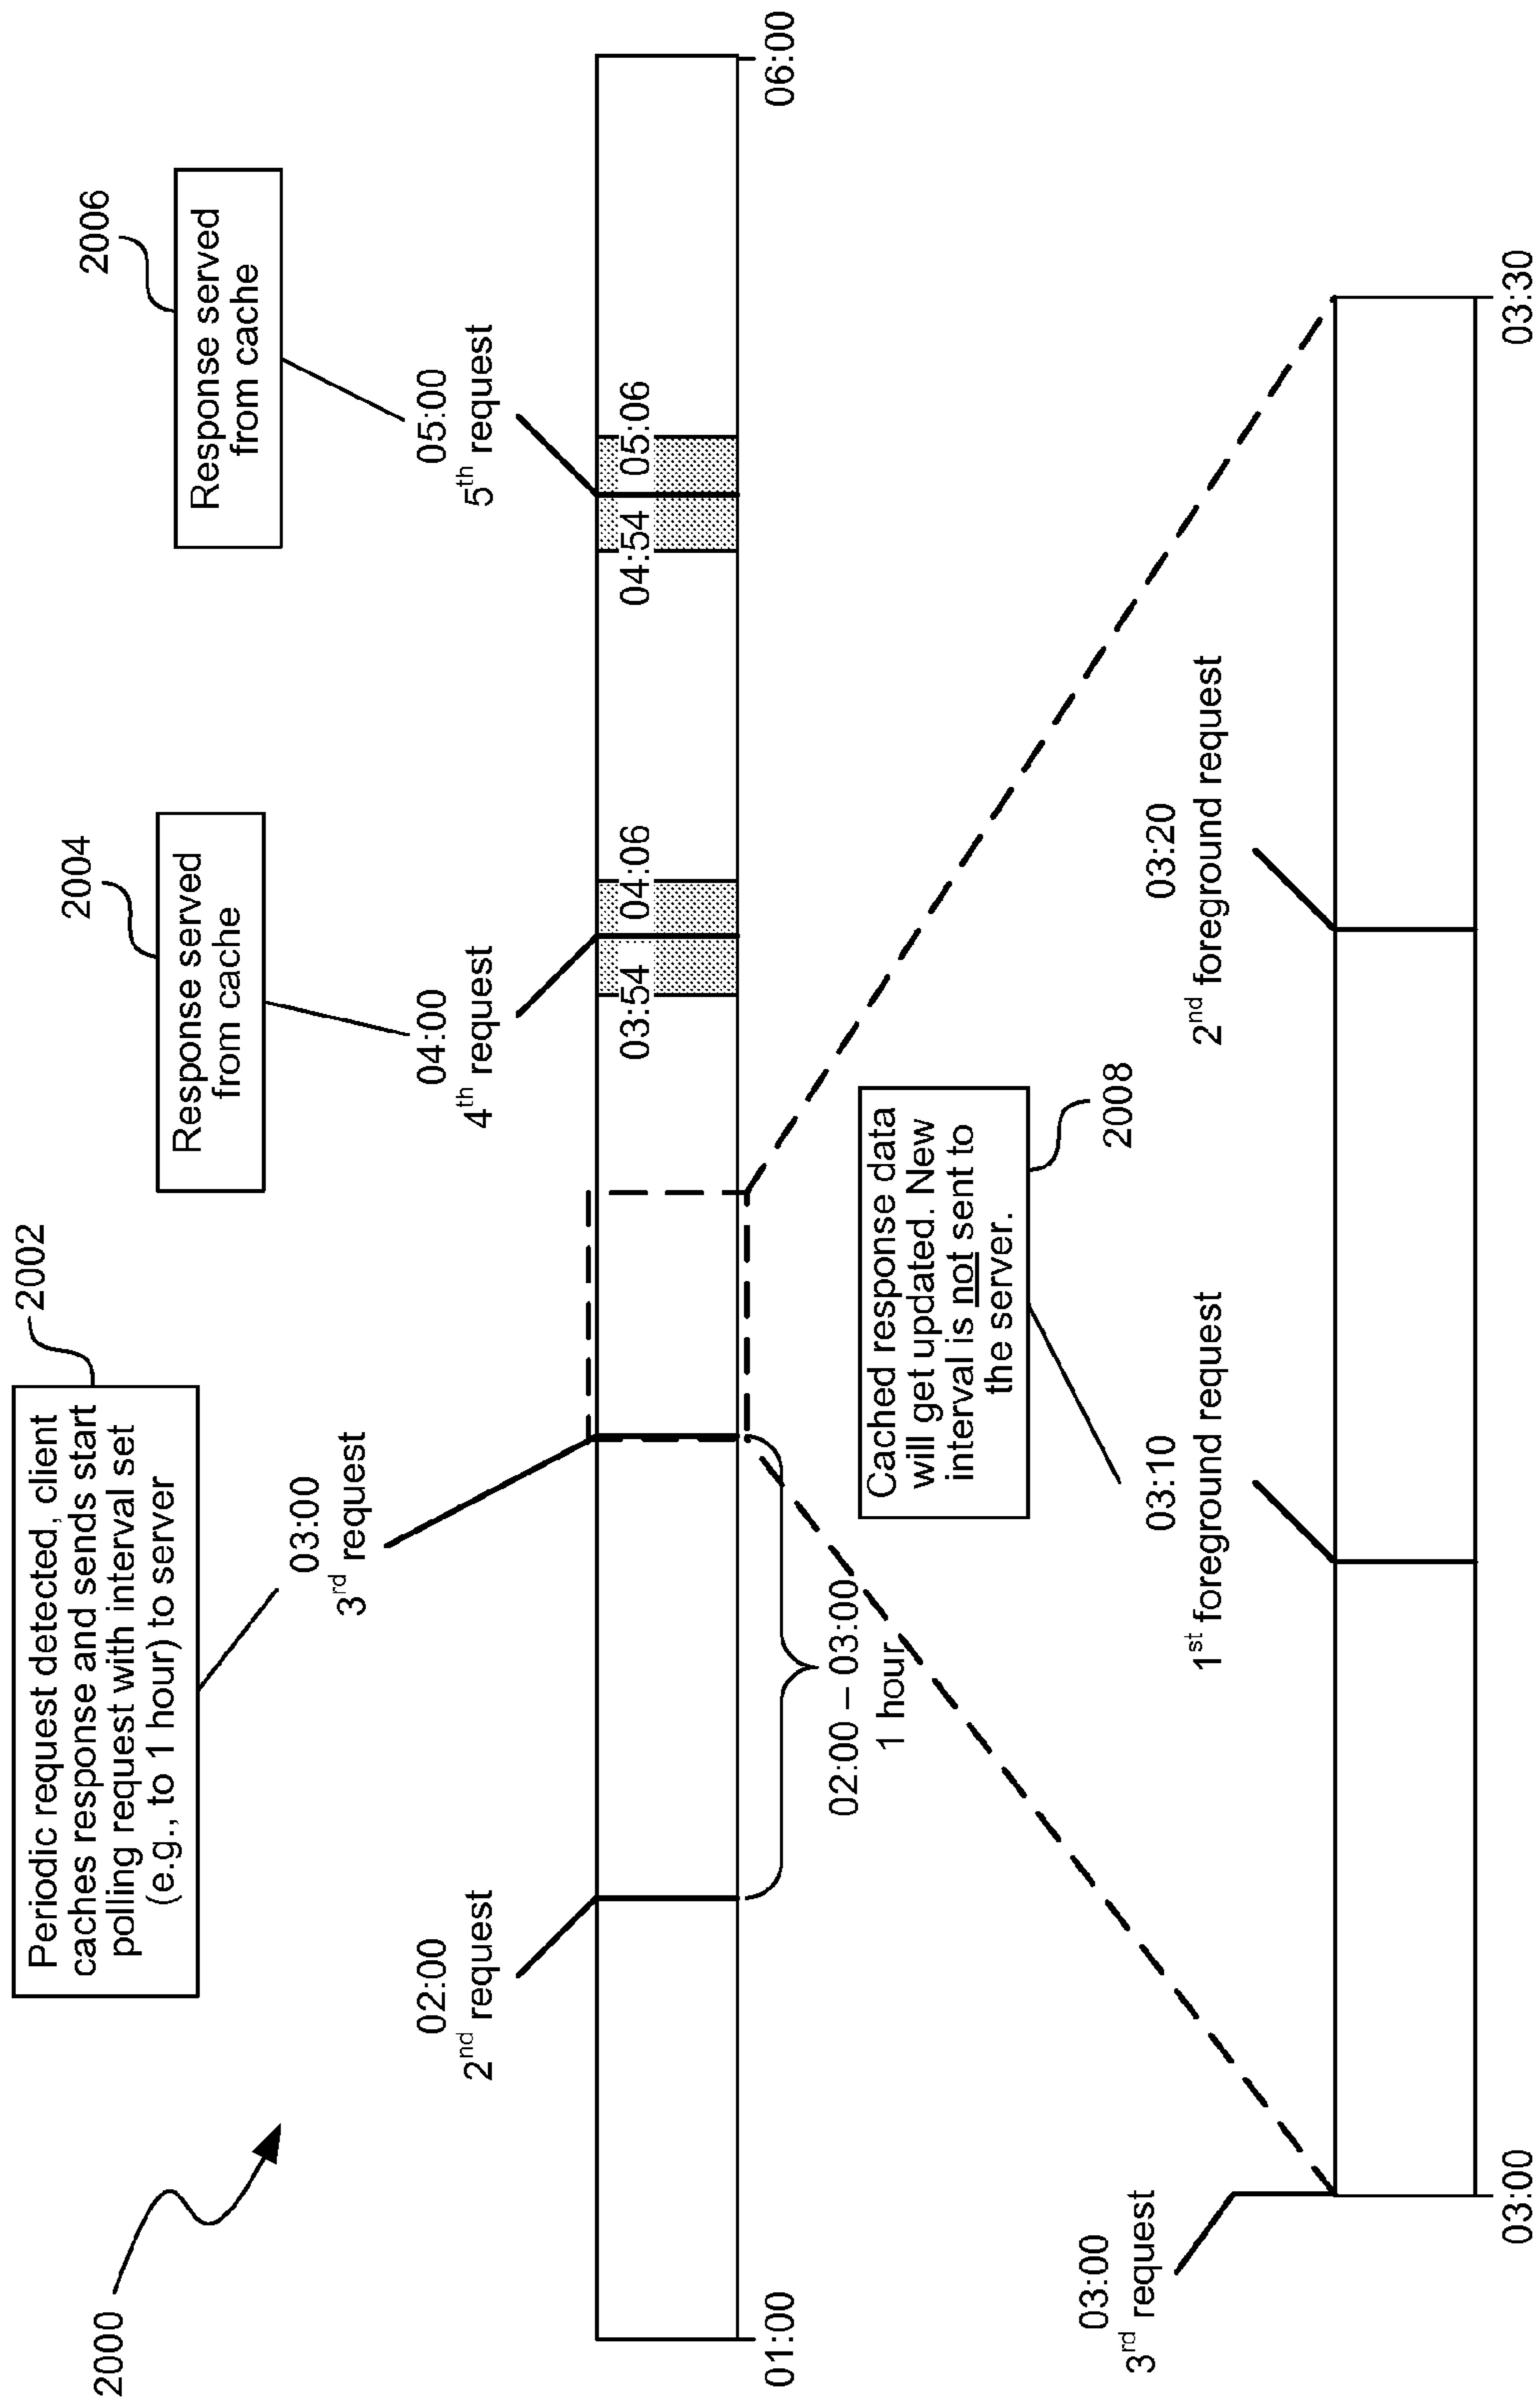 2000
Periodic request detected, client
caches response and sends start
polling request with interval set
(e.g., to 1 hour) to server
2002
Response served
from cache
2004
Response served
from cache
2006
02:00
2nd request
03:00
3rd request
04:00
4th request
05:00
5th request
03:54
04:06
04:54
05:06
01:00
06:00
02:00 – 03:00
1 hour
Cached response data
will get updated. New
interval is not sent to
the server.
2008
03:00
3rd request
03:10
1st foreground request
03:20
2nd foreground request
03:00
03:30